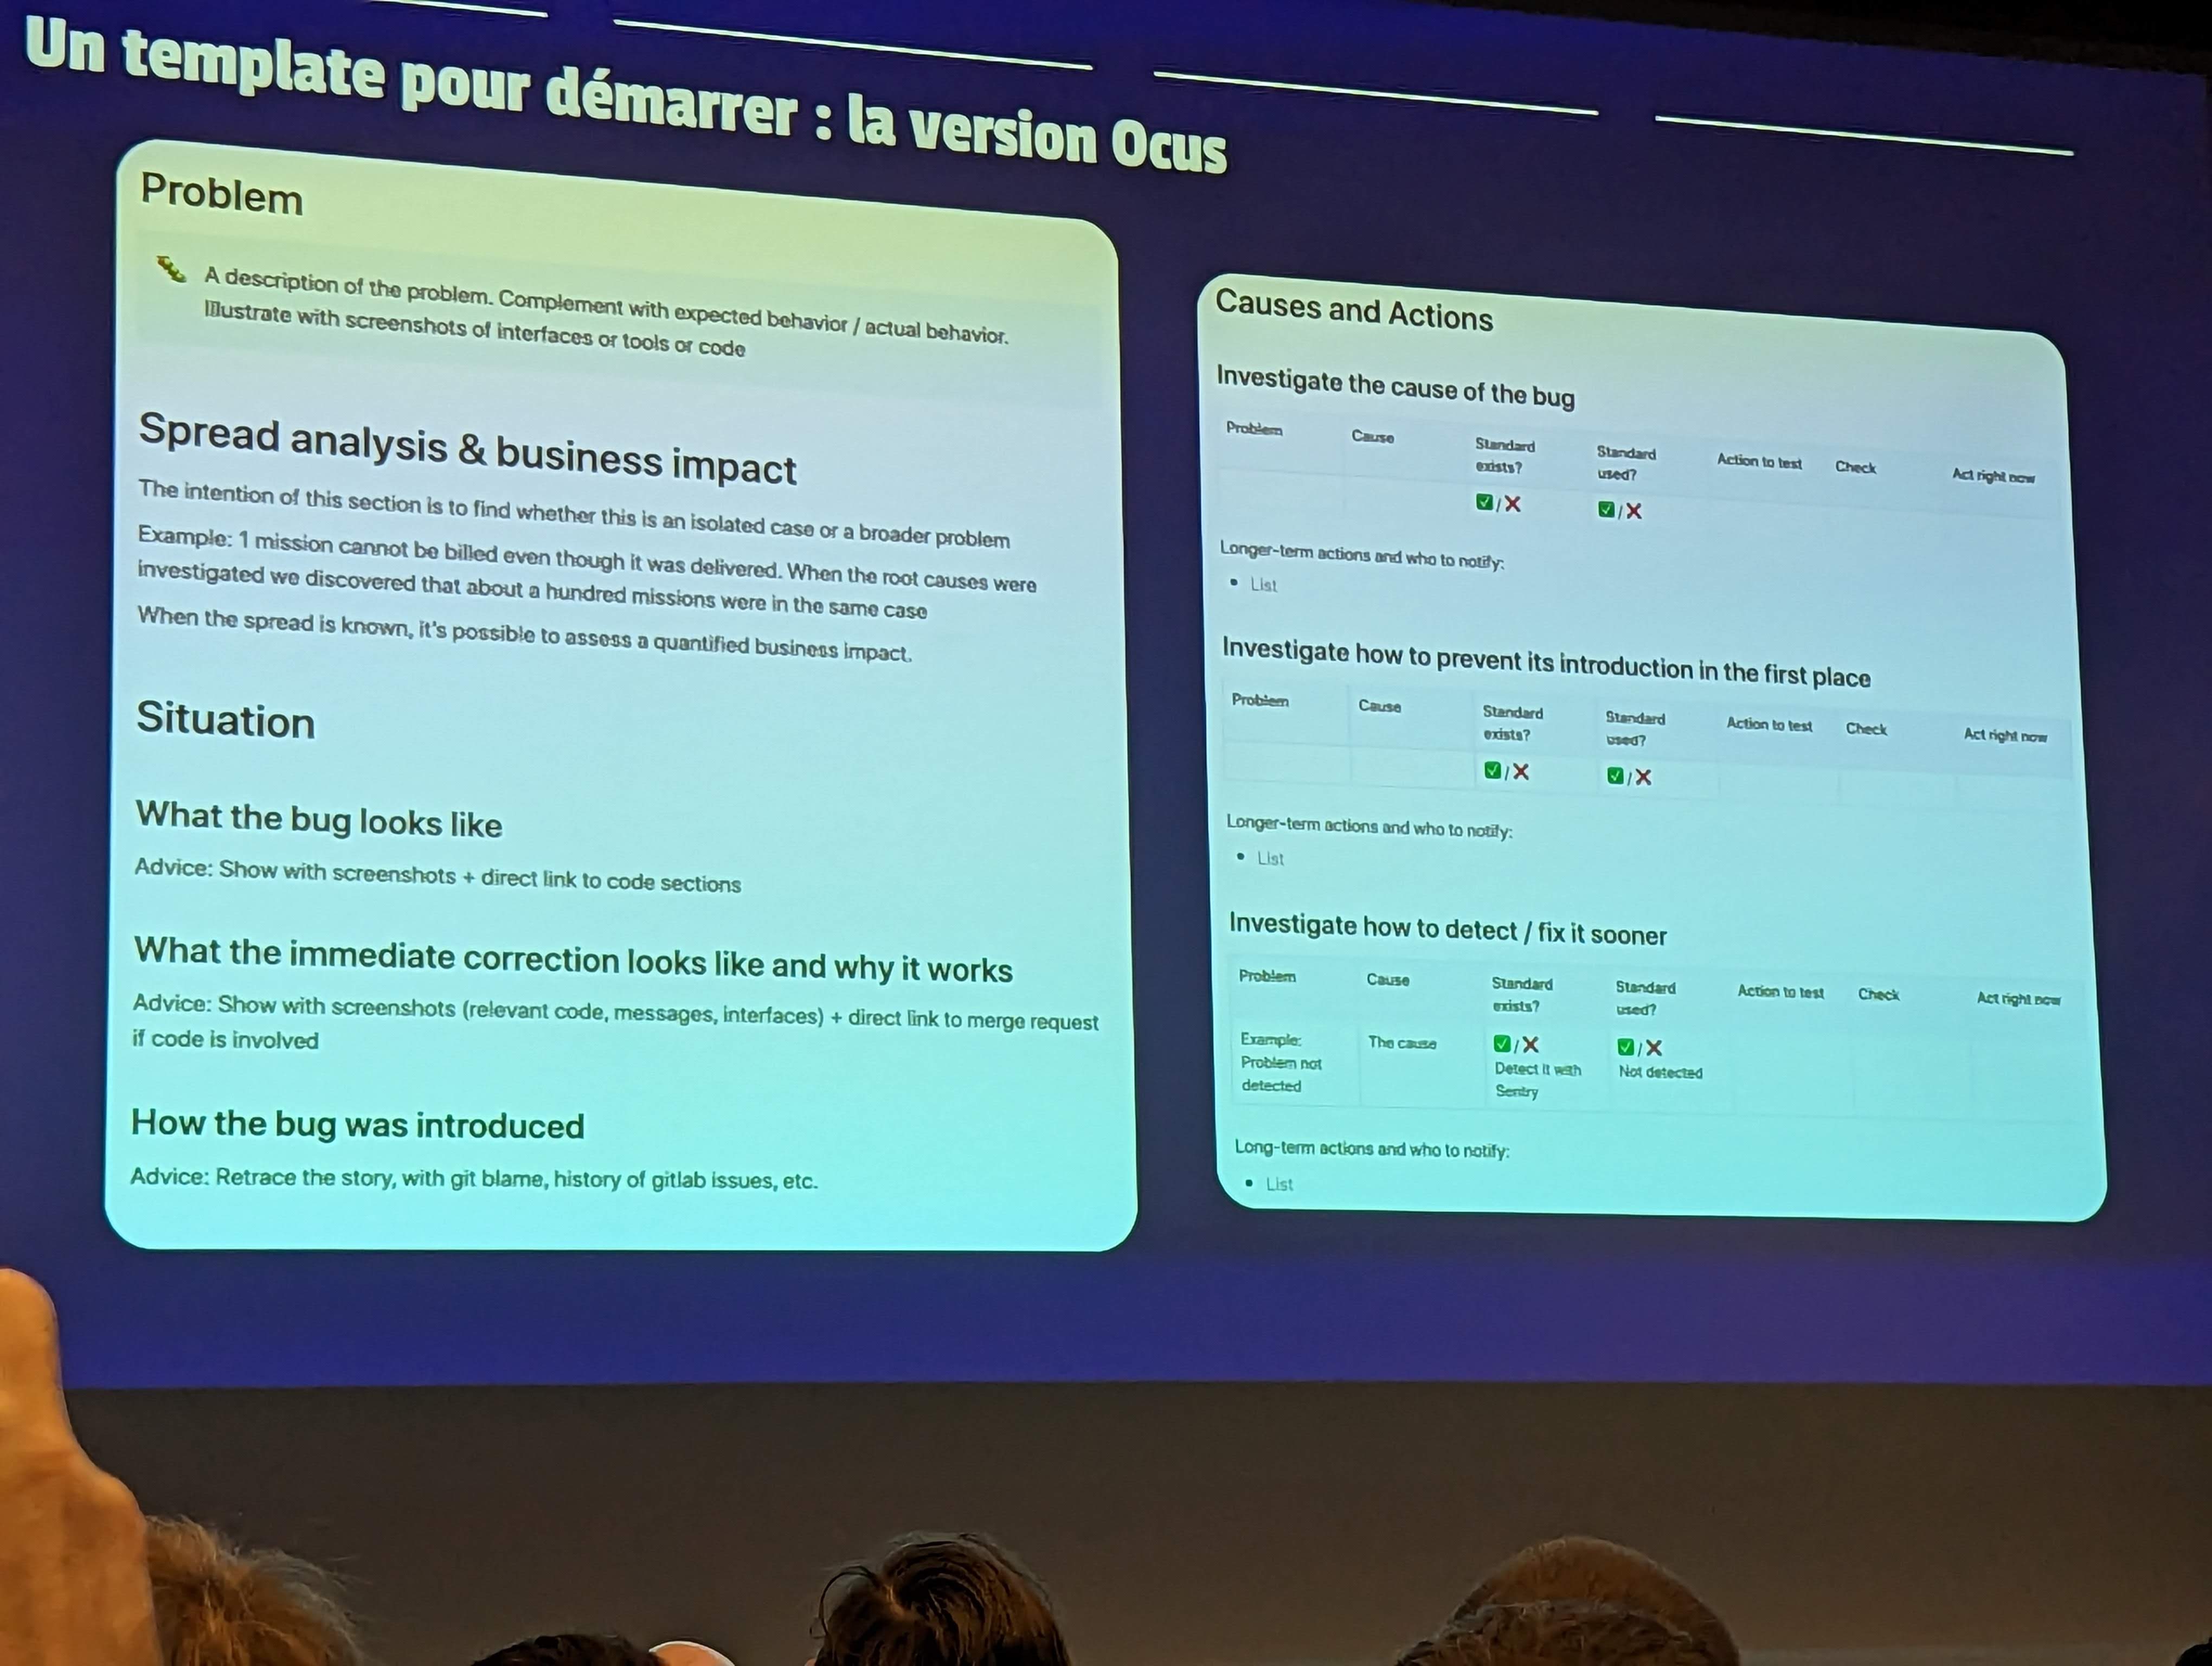 Un template pour démarrer : la version Ocus
Problem
A description of the problem. Complement with expected behavior / actual behavior.
Illustrate with screenshots of interfaces or tools or code
Spread analysis & business impact
The intention of this section is to find whether this is an isolated case or a broader problem
Example: 1 mission cannot be billed even though it was delivered. When the root causes were
investigated we discovered that about a hundred missions were in the same case
When the spread is known, it's possible to assess a quantified business impact.
Situation
What the bug looks like
Advice: Show with screenshots + direct link to code sections
What the immediate correction looks like and why it works
Advice: Show with screenshots (relevant code, messages, interfaces) + direct link to merge request
if code is involved
How the bug was introduced
Advice: Retrace the story, with git blame, history of gitlab issues, etc.
Causes and Actions
Investigate the cause of the bug
Problem Cause Standard Standard Action to test Check Act right now
exists? used?
✅/❌ ✅/❌
Longer-term actions and who to notify:
• List
Investigate how to prevent its introduction in the first place
Problem Cause Standard Standard Action to test Check Act right now
exists? used?
✅/❌ ✅/❌
Longer-term actions and who to notify:
• List
Investigate how to detect / fix it sooner
Problem Cause Standard Standard Action to test Check Act right now
exists? used?
Example: The cause ✅/❌ ✅/❌
Problem not Detect it with Not detected
detected Sentry
Long-term actions and who to notify:
• List